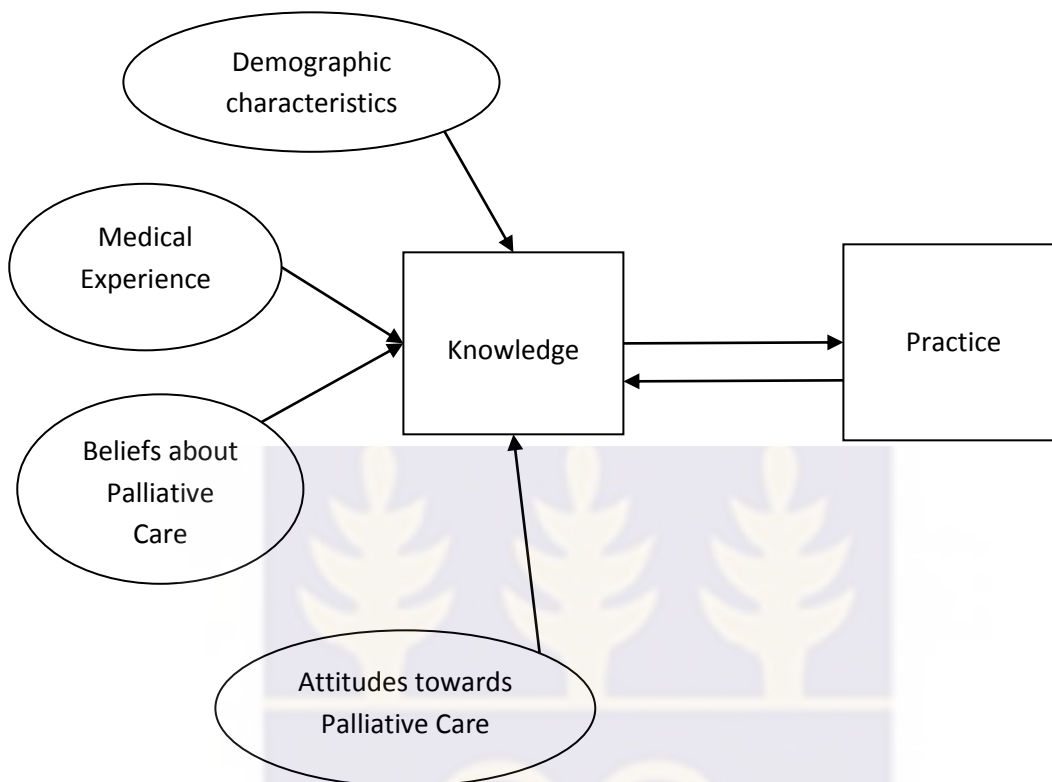 Demographic
characteristics
Medical
Experience
Knowledge
Practice
Beliefs about
Palliative
Care
Attitudes towards
Palliative Care